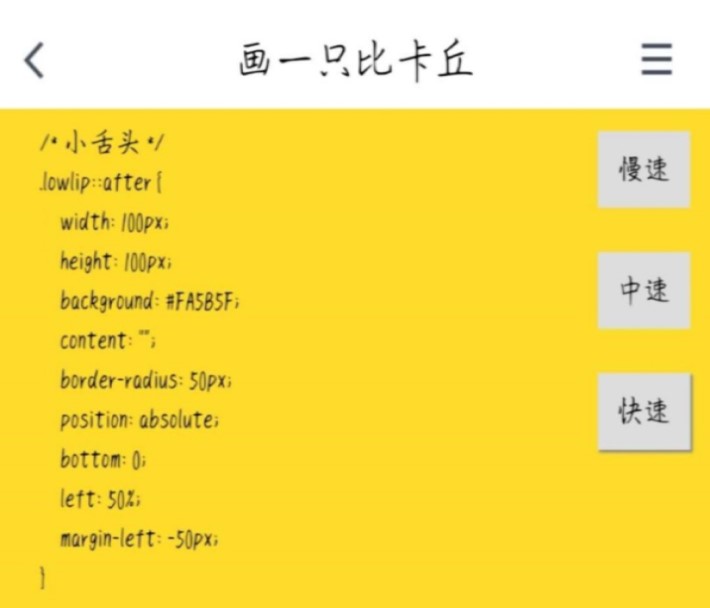 画一只比卡丘
/* 小舌头 */
.lowlip::after{
width: 100px;
height: 100px;
background: #FA5B5F;
content: "";
border-radius: 50px;
position: absolute;
bottom: 0;
left: 50%;
margin-left: -50px;
}
慢速
中速
快速